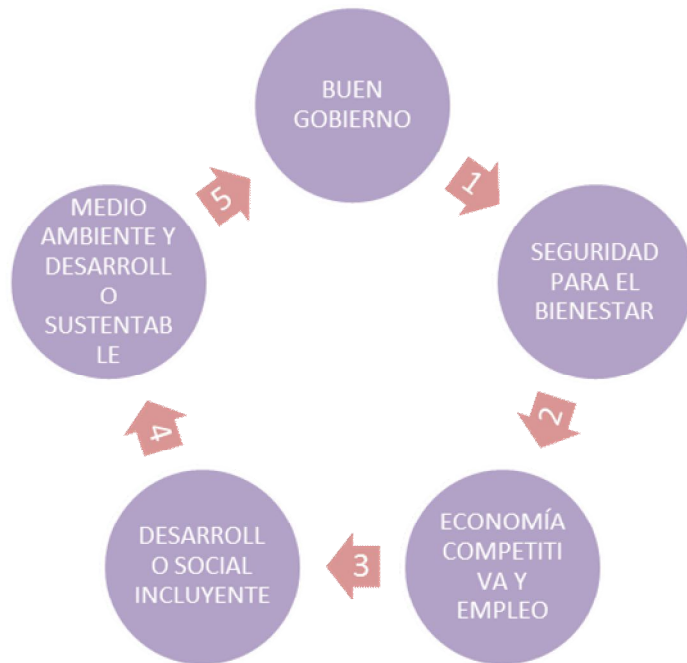 BUEN
GOBIERNO
1
SEGURIDAD
PARA EL
BIENESTAR
2
ECONOMÍA
COMPETITI
VA Y
EMPLEO
3
DESARROLL
O SOCIAL
INCLUYENTE
4
MEDIO
AMBIENTE Y
DESARROLL
O
SUSTENTAB
LE
5